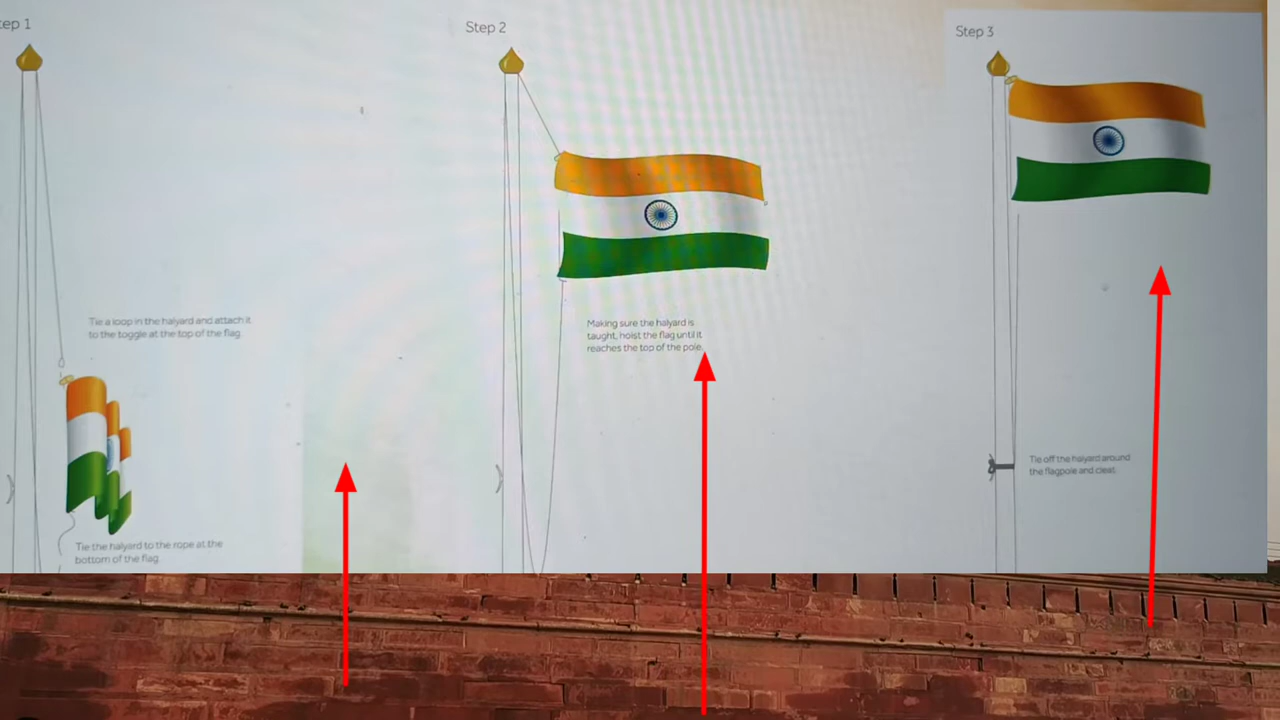 tep 1
Step 2
Step 3
Tie a loop in the halyard and attach it
to the toggle at the top of the flag.
Making sure the halyard is
taught, hoist the flag until it
reaches the top of the pole.
Tie off the halyard around
the flagpole and cleat.
Tie the halyard to the rope at the
bottom of the flag.